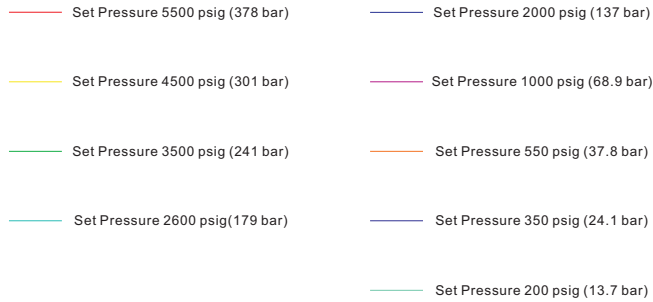 Set Pressure 5500 psig (378 bar)
Set Pressure 4500 psig (301 bar)
Set Pressure 3500 psig (241 bar)
Set Pressure 2600 psig(179 bar)
Set Pressure 2000 psig (137 bar)
Set Pressure 1000 psig (68.9 bar)
Set Pressure 550 psig (37.8 bar)
Set Pressure 350 psig (24.1 bar)
Set Pressure 200 psig (13.7 bar)